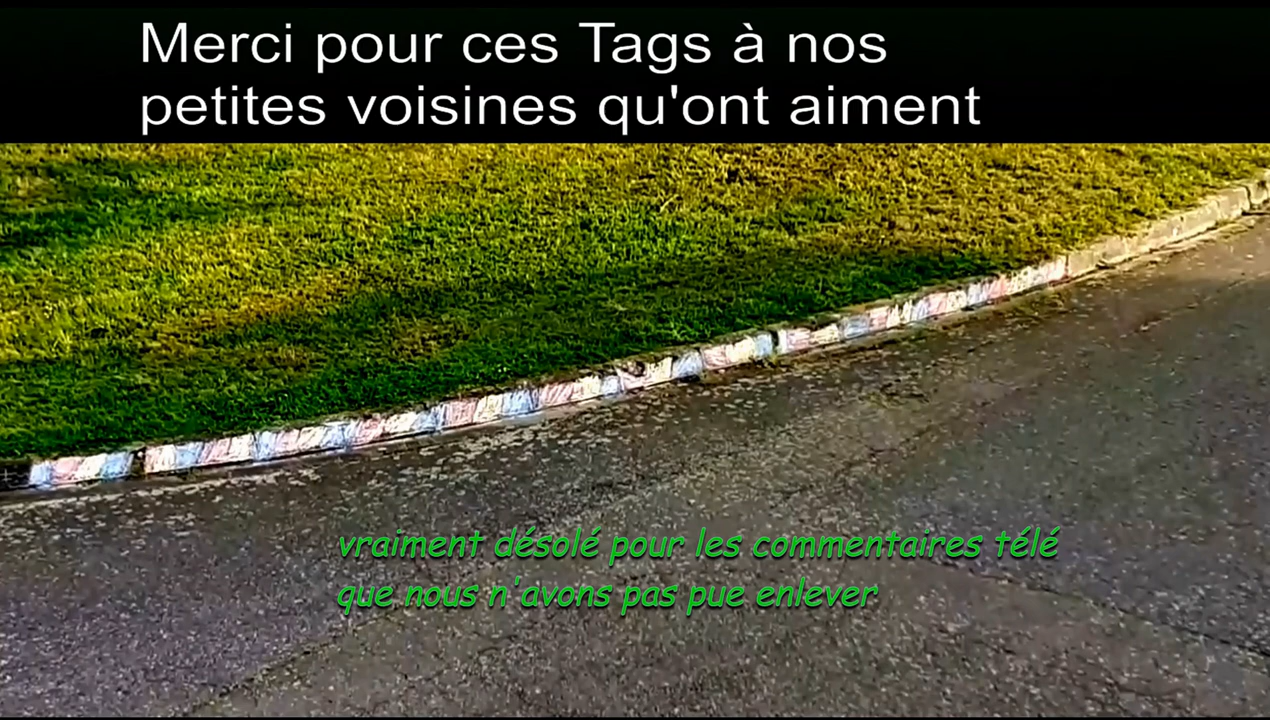 Merci pour ces Tags à nos
petites voisines qu'ont aiment
vraiment désolé pour les commentaires télé
que nous n'avons pas pue enlever